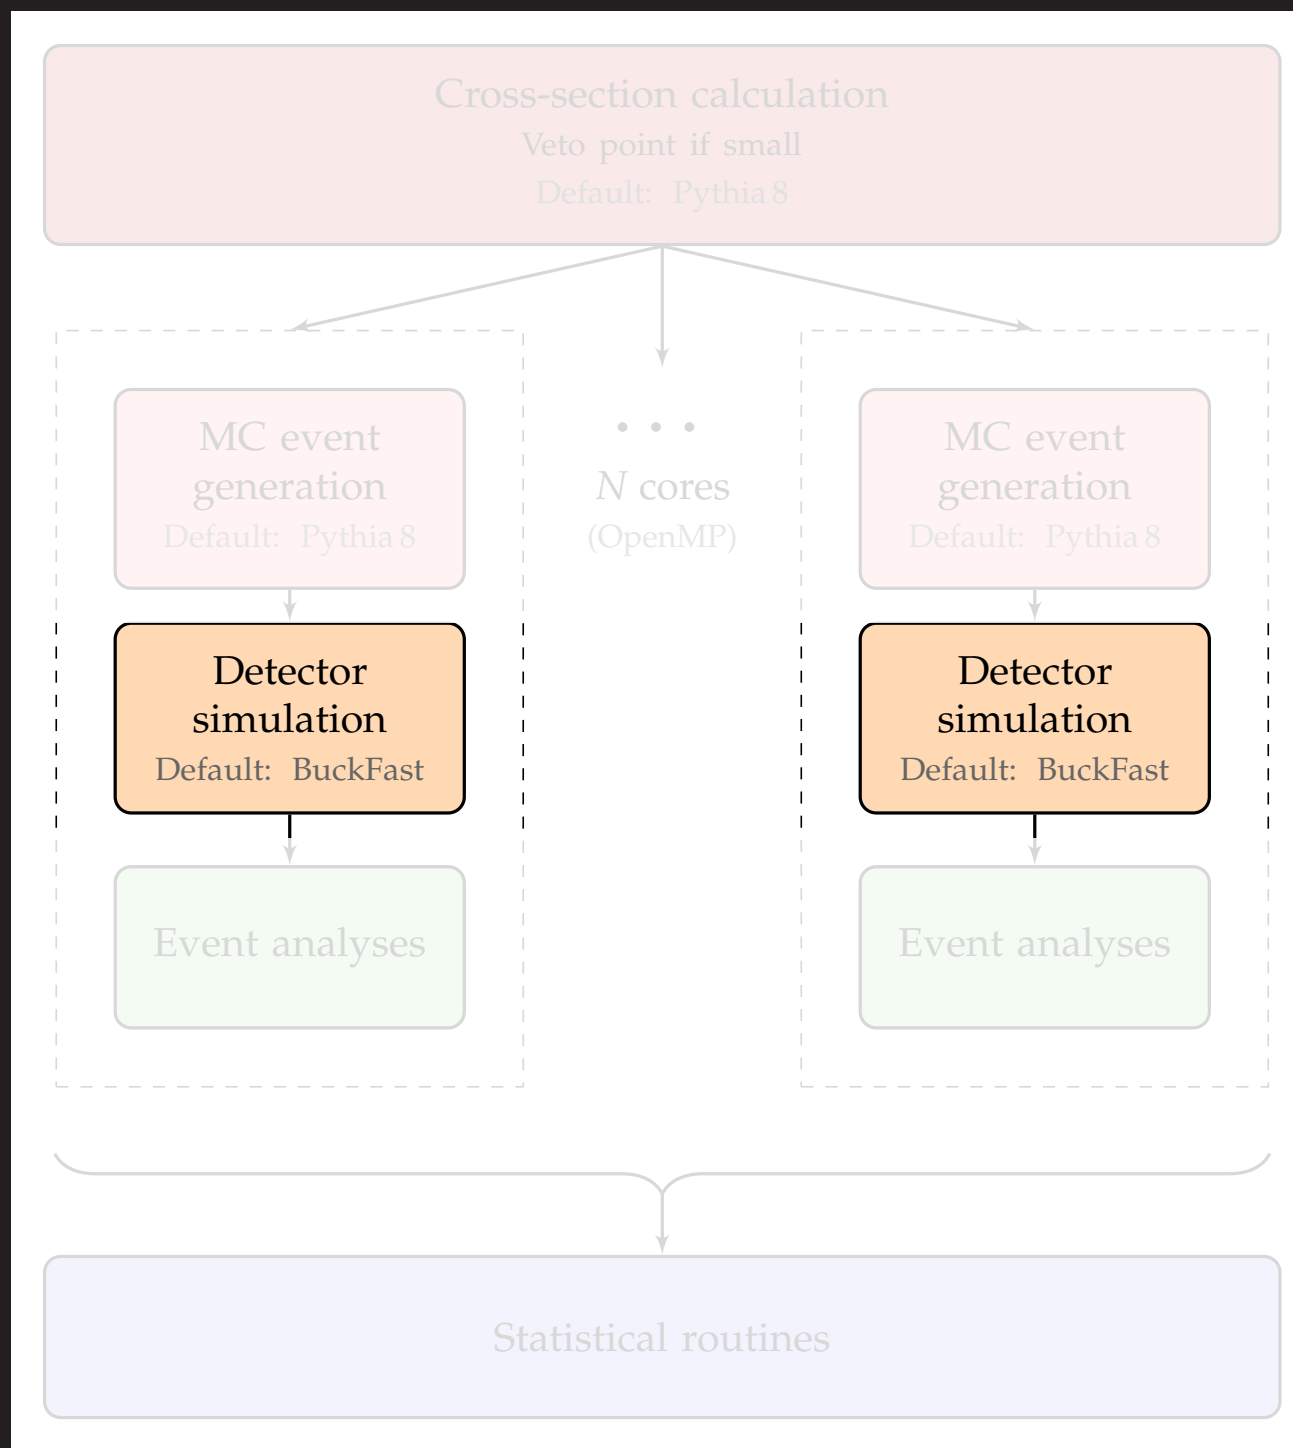 Cross-section calculation
Veto point if small
Default: Pythia 8
MC event
generation
Default: Pythia 8
Detector
simulation
Default: BuckFast
Event analyses
. . .
N cores
(OpenMP)
MC event
generation
Default: Pythia 8
Detector
simulation
Default: BuckFast
Event analyses
Statistical routines